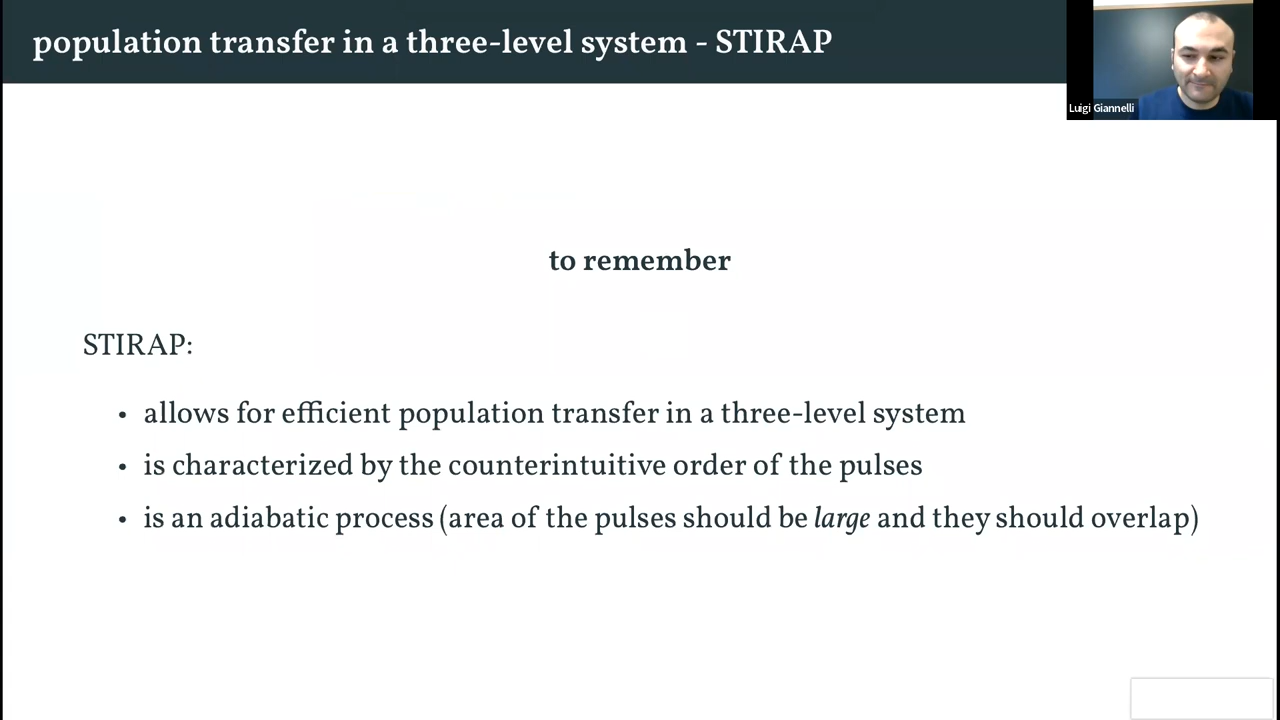 population transfer in a three-level system - STIRAP
Luigi Giannelli
to remember
STIRAP:
• allows for efficient population transfer in a three-level system
• is characterized by the counterintuitive order of the pulses
• is an adiabatic process (area of the pulses should be large and they should overlap)